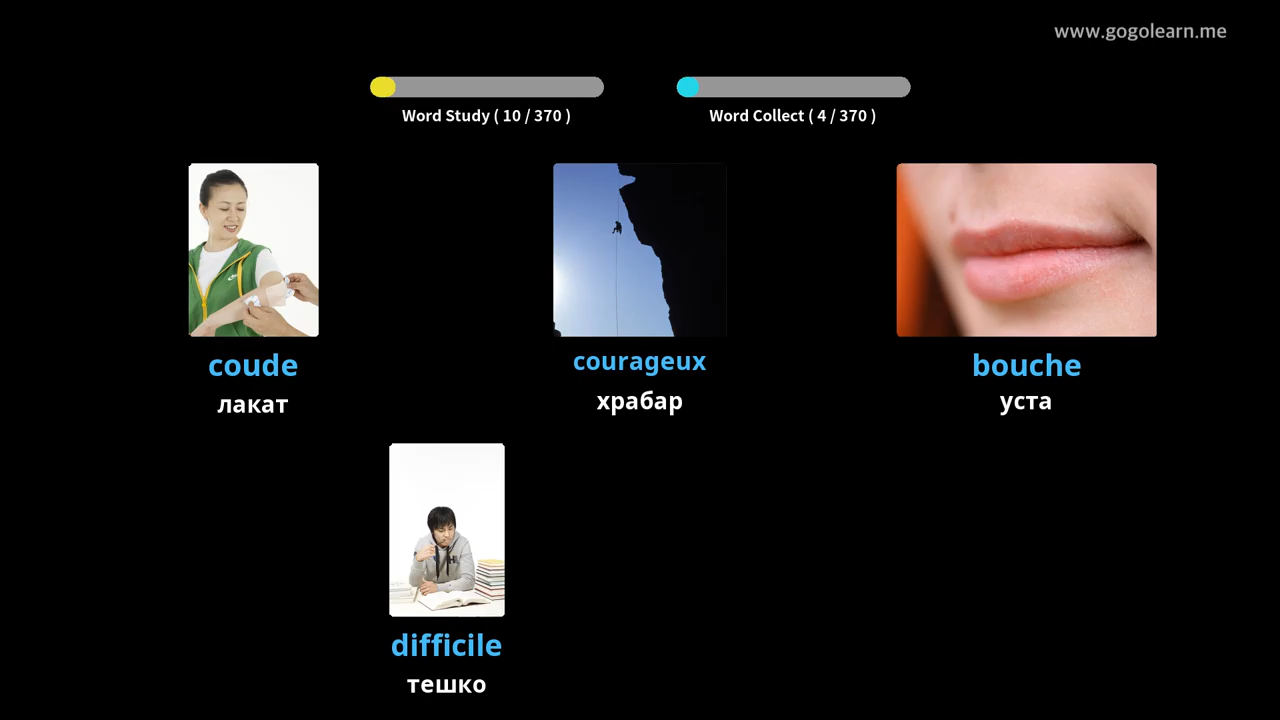 www.gogolearn.me
Word Study ( 10 / 370 )
Word Collect ( 4 / 370 )
coude
лакат
courageux
храбар
bouche
уста
difficile
тешко